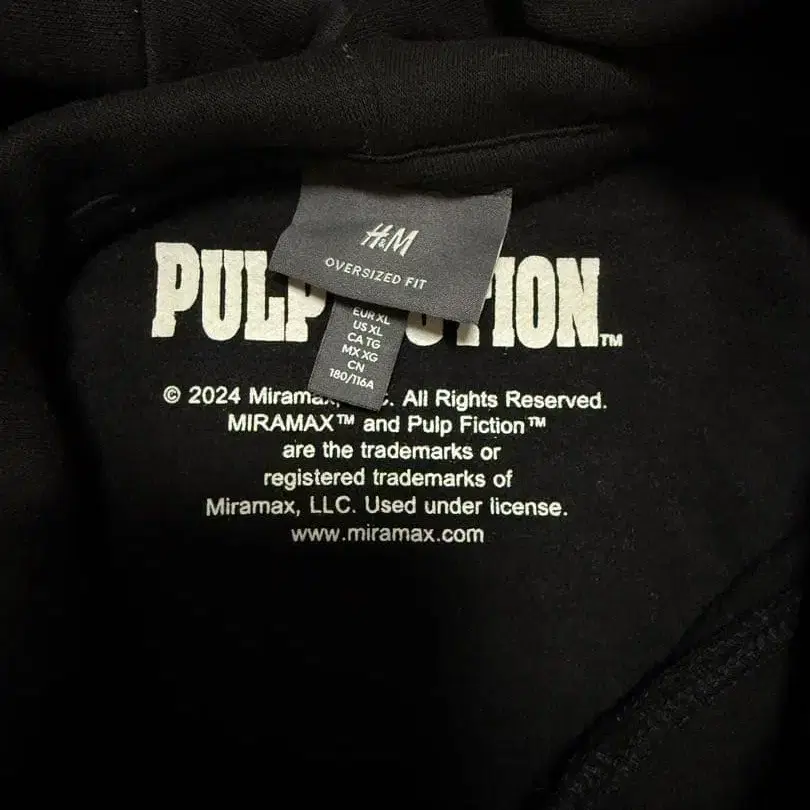 H&M
OVERSIZED FIT
PULP TION™
EUR XL
US XL
CA TG
MX XG
CN
180/116A
© 2024 Miramax, . All Rights Reserved.
MIRAMAX™ and Pulp Fiction™
are the trademarks or
registered trademarks of
Miramax, LLC. Used under license.
www.miramax.com